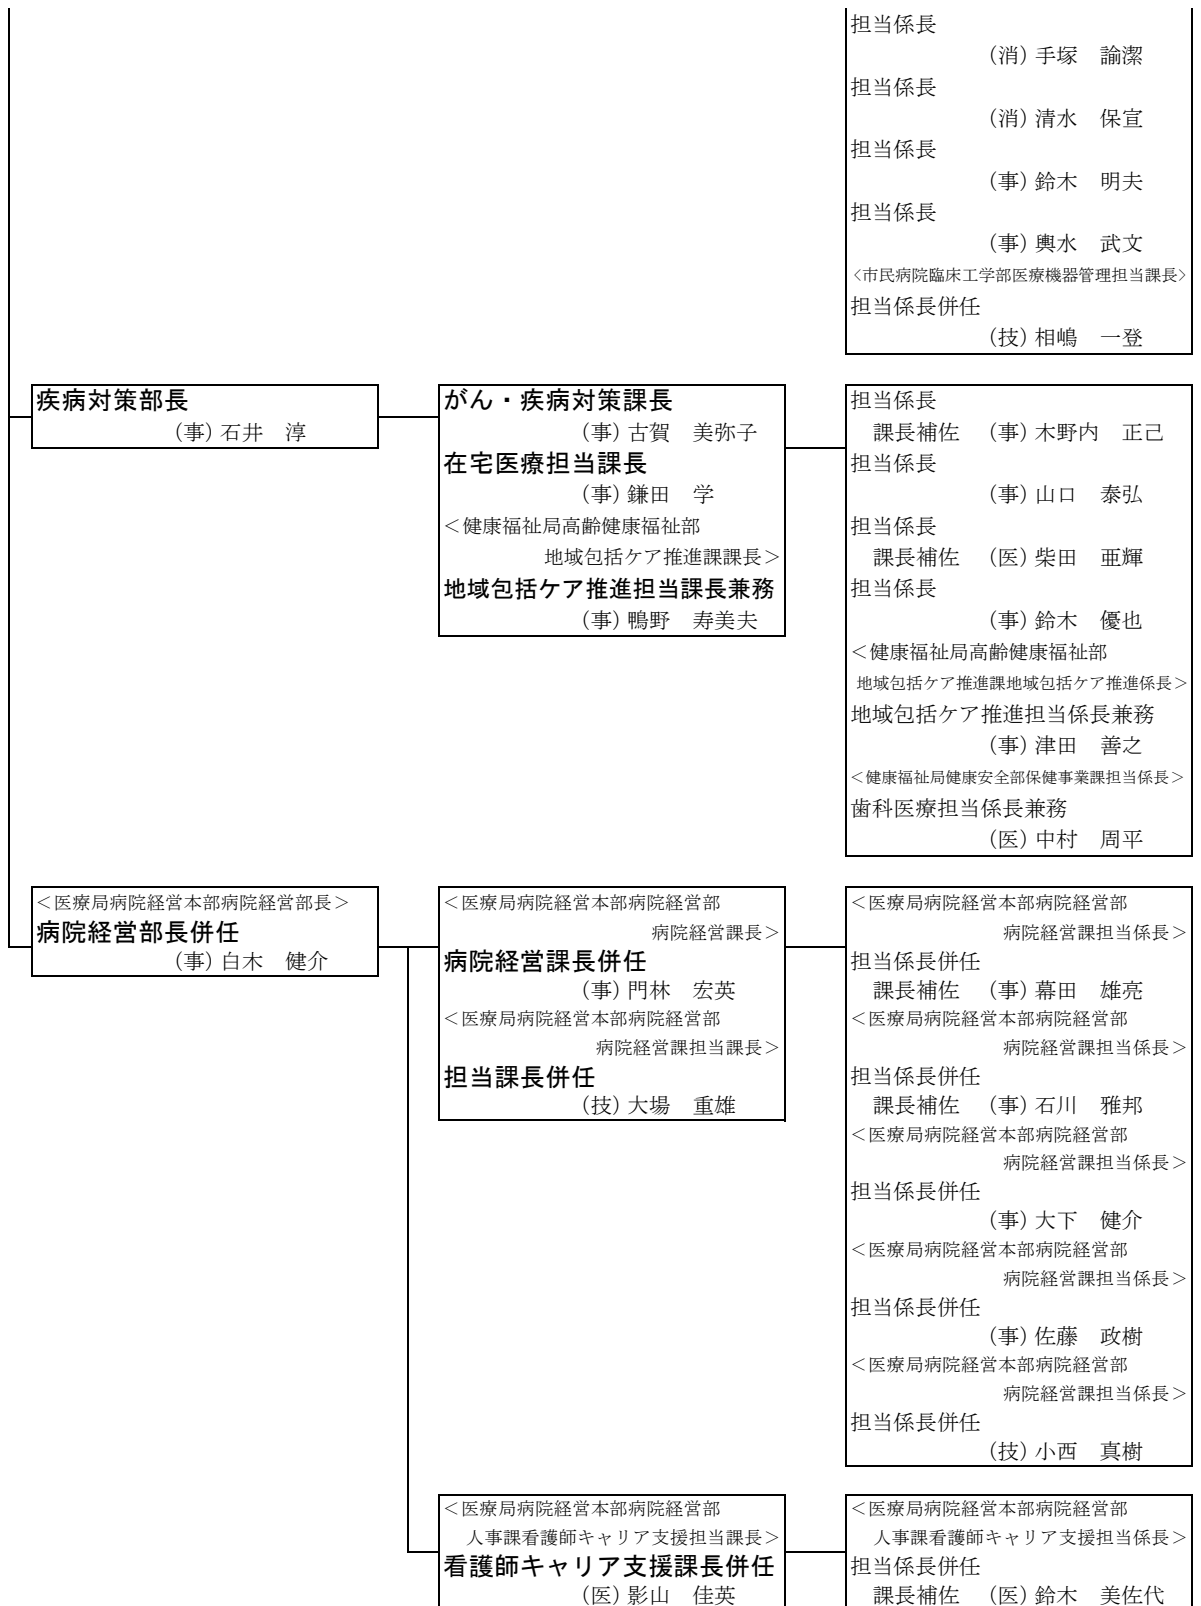 担当係長
(消) 手塚　諭潔
担当係長
(消) 清水　保宣
担当係長
(事) 鈴木　明夫
担当係長
(事) 輿水　武文
<市民病院臨床工学部医療機器管理担当課長>
担当係長併任
(技) 相嶋　一登
疾病対策部長
(事) 石井　淳
がん・疾病対策課長
(事) 古賀　美弥子
在宅医療担当課長
(事) 鎌田　学
＜健康福祉局高齢健康福祉部
地域包括ケア推進課課長＞
地域包括ケア推進担当課長兼務
(事) 鴨野　寿美夫
担当係長
課長補佐　(事) 木野内　正己
担当係長
(事) 山口　泰弘
担当係長
課長補佐　(医) 柴田　亜輝
担当係長
(事) 鈴木　優也
＜健康福祉局高齢健康福祉部
地域包括ケア推進課地域包括ケア推進係長＞
地域包括ケア推進担当係長兼務
(事) 津田　善之
＜健康福祉局健康安全部保健事業課担当係長＞
歯科医療担当係長兼務
(医) 中村　周平
＜医療局病院経営本部病院経営部長＞
病院経営部長併任
(事) 白木　健介
＜医療局病院経営本部病院経営部
病院経営課長＞
病院経営課長併任
(事) 門林　宏英
＜医療局病院経営本部病院経営部
病院経営課担当課長＞
担当課長併任
(技) 大場　重雄
＜医療局病院経営本部病院経営部
病院経営課担当係長＞
担当係長併任
課長補佐　(事) 幕田　雄亮
＜医療局病院経営本部病院経営部
病院経営課担当係長＞
担当係長併任
課長補佐　(事) 石川　雅邦
＜医療局病院経営本部病院経営部
病院経営課担当係長＞
担当係長併任
(事) 大下　健介
＜医療局病院経営本部病院経営部
病院経営課担当係長＞
担当係長併任
(事) 佐藤　政樹
＜医療局病院経営本部病院経営部
病院経営課担当係長＞
担当係長併任
(技) 小西　真樹
＜医療局病院経営本部病院経営部
人事課看護師キャリア支援担当課長＞
看護師キャリア支援課長併任
(医) 影山　佳英
＜医療局病院経営本部病院経営部
人事課看護師キャリア支援担当係長＞
担当係長併任
課長補佐　(医) 鈴木　美佐代